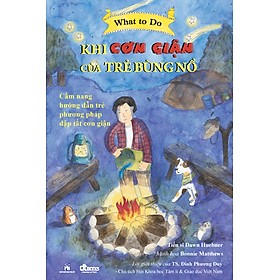 What to Do
KHI CƠN GIẬN
CỦA TRẺ BÙNG NỔ
Cẩm nang
hướng dẫn trẻ
phương pháp
dập tắt cơn giận
Tiến sĩ Dawn Huebner
Minh họa Bonnie Matthews
Lời giới thiệu của TS. Đinh Phương Duy
- Chủ tịch Hội Khoa học Tâm lí & Giáo dục Việt Nam
dtbooks